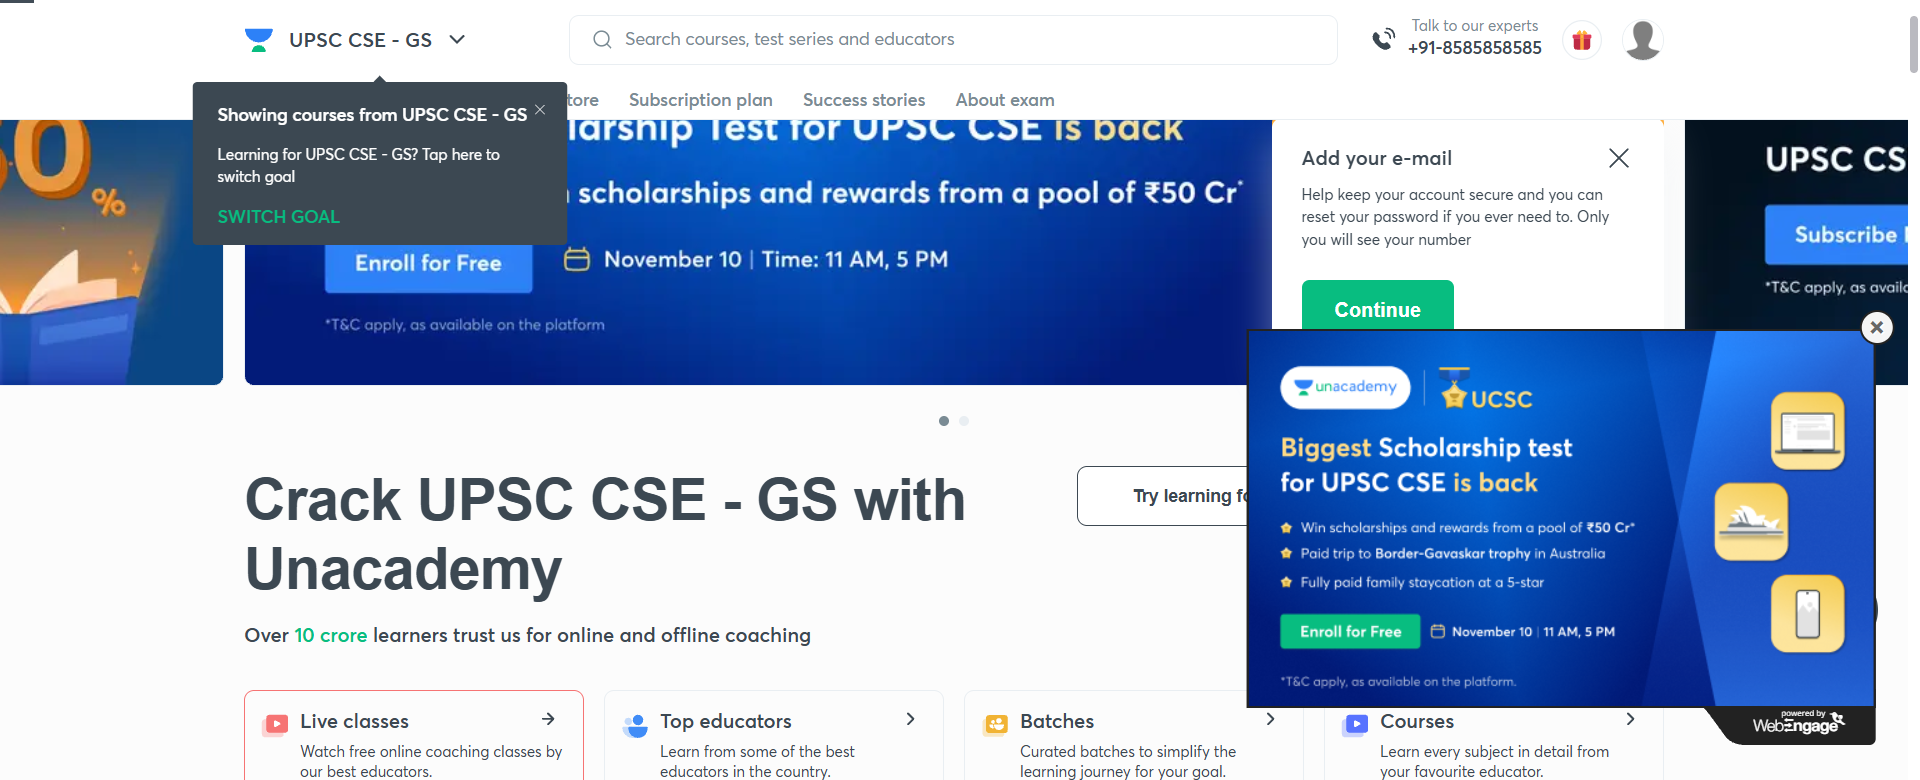 UPSC CSE - GS
Search courses, test series and educators
Talk to our experts
+91-8585858585
Subscription plan
Success stories
About exam
Showing courses from UPSC CSE - GS
Learning for UPSC CSE - GS? Tap here to
switch goal
SWITCH GOAL
%
Test for UPSC CSE is back
scholarships and rewards from a pool of ₹50 Cr*
Enroll for Free
November 10 | Time: 11 AM, 5 PM
*T&C apply, as available on the platform
Add your e-mail
Help keep your account secure and you can
reset your password if you ever need to. Only
you will see your number
Continue
UPSC CS
Subscribe
*T&C apply, as
unacademy
UCSC
Biggest Scholarship test
for UPSC CSE is back
Win scholarships and rewards from a pool of ₹50 Cr*
Paid trip to Border-Gavaskar trophy in Australia
Fully paid family staycation at a 5-star
Enroll for Free
November 10 | 11 AM, 5 PM
*T&C apply, as available on the platform.
powered by
WebEngage
Crack UPSC CSE - GS with
Unacademy
Try learning
Over 10 crore learners trust us for online and offline coaching
Live classes
Watch free online coaching classes by
our best educators.
Top educators
Learn from some of the best
educators in the country.
Batches
Curated batches to simplify the
learning journey for your goal.
Courses
Learn every subject in detail from
your favourite educator.